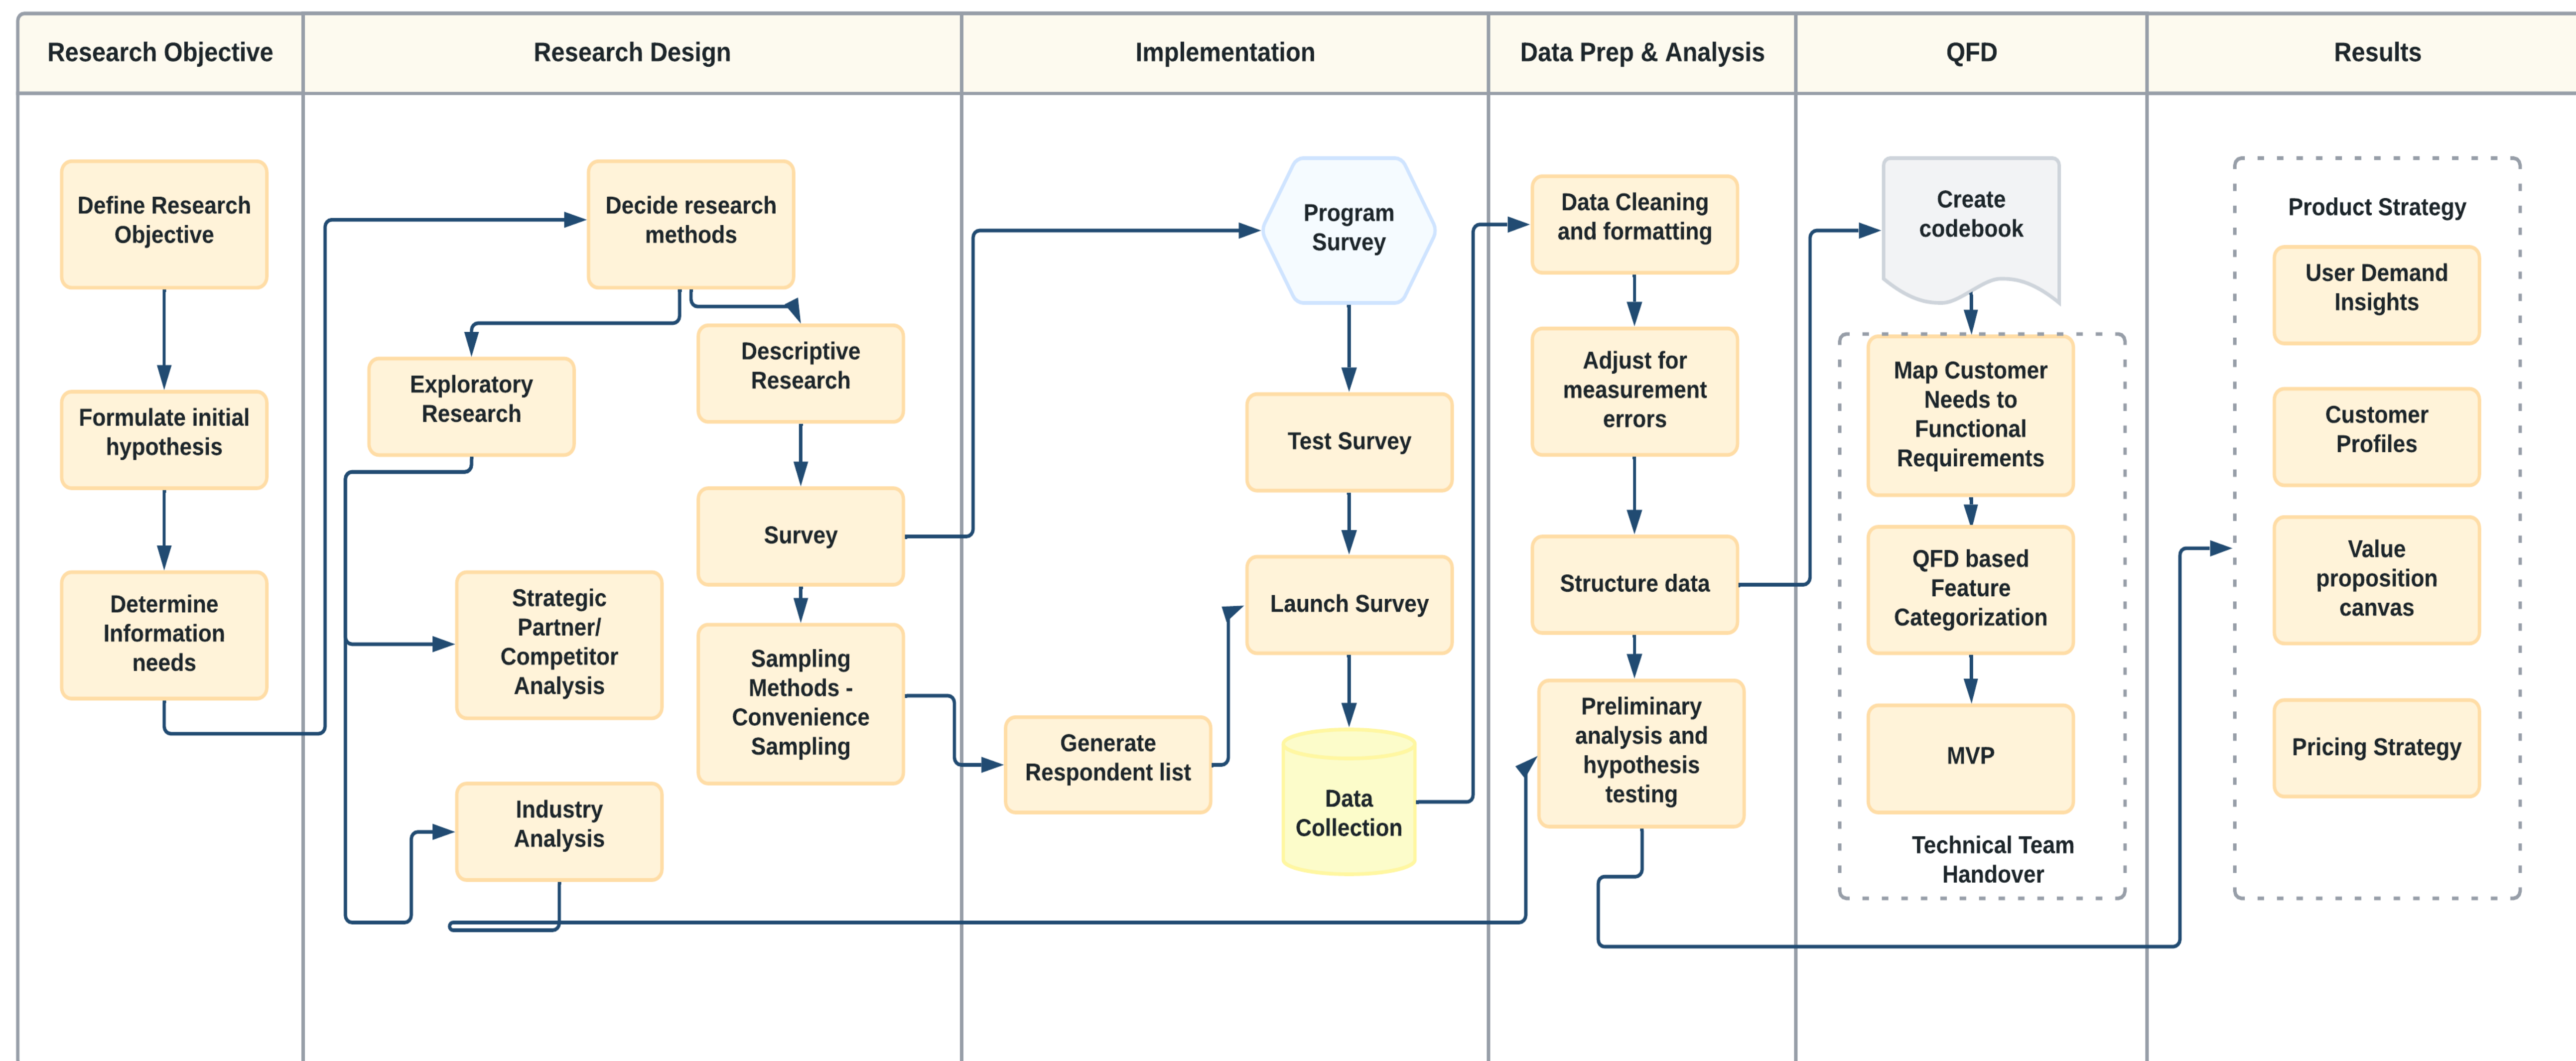 Research Objective
Research Design
Implementation
Data Prep & Analysis
QFD
Results
Define Research
Objective
Formulate initial
hypothesis
Determine
Information
needs
Decide research
methods
Exploratory
Research
Descriptive
Research
Survey
Strategic
Partner/
Competitor
Analysis
Sampling
Methods -
Convenience
Sampling
Industry
Analysis
Program
Survey
Test Survey
Launch Survey
Generate
Respondent list
Data
Collection
Data Cleaning
and formatting
Adjust for
measurement
errors
Structure data
Preliminary
analysis and
hypothesis
testing
Create
codebook
Map Customer
Needs to
Functional
Requirements
QFD based
Feature
Categorization
MVP
Technical Team
Handover
Product Strategy
User Demand
Insights
Customer
Profiles
Value
proposition
canvas
Pricing Strategy